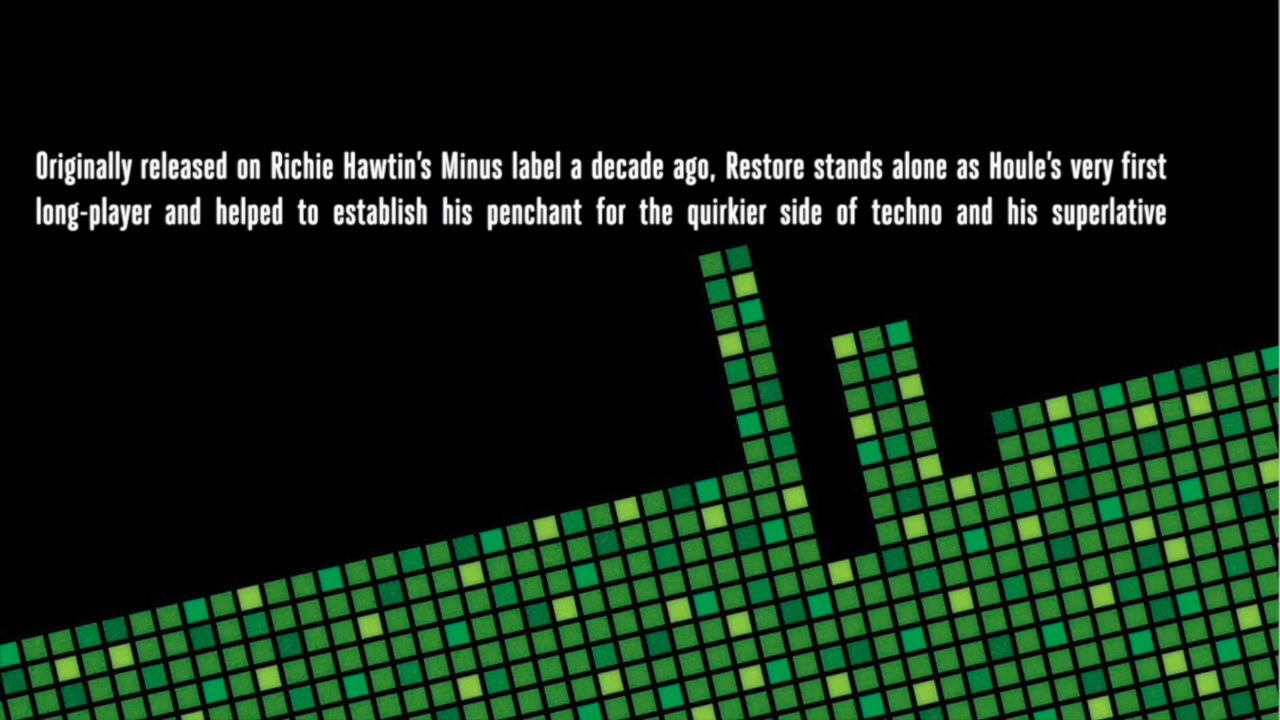 Originally released on Richie Hawtin's Minus label a decade ago, Restore stands alone as Houle's very first
long-player and helped to establish his penchant for the quirkier side of techno and his superlative